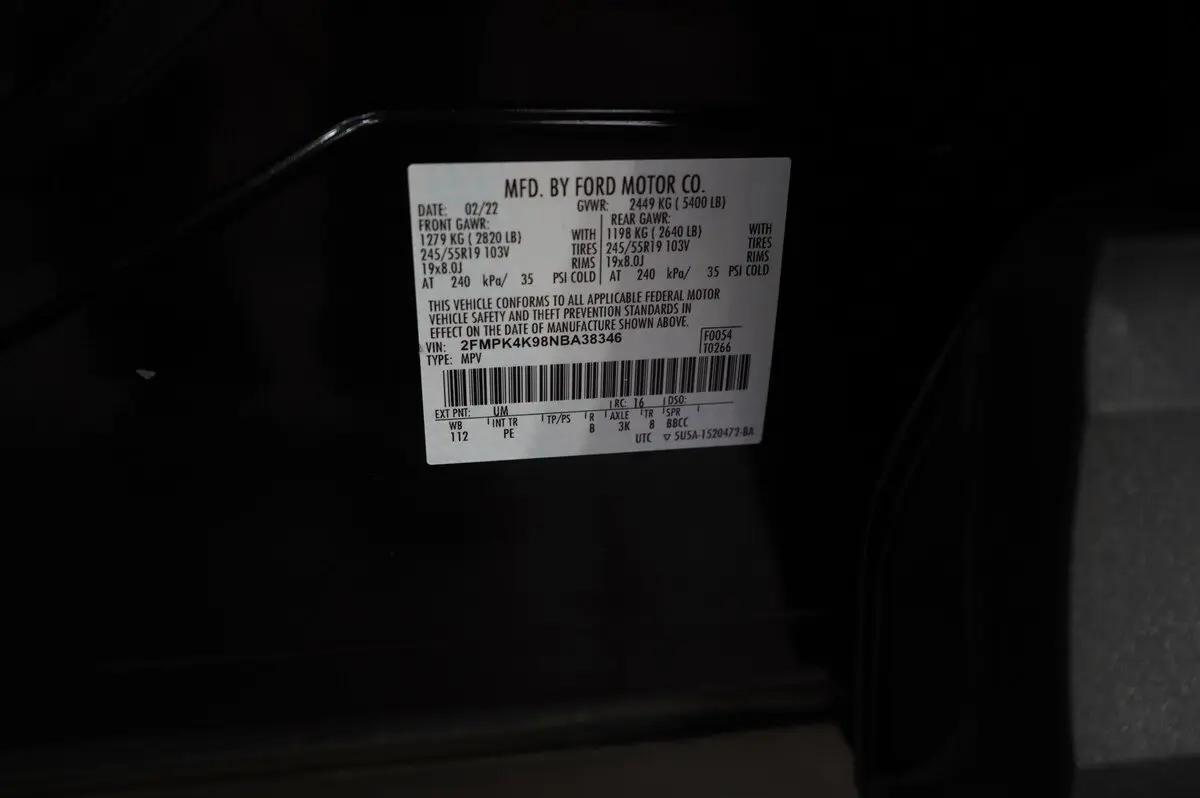 MFD. BY FORD MOTOR CO.
DATE: 02/22 GVWR: 2449 KG ( 5400 LB)
FRONT GAWR: REAR GAWR:
1279 KG ( 2820 LB) WITH 1198 KG ( 2640 LB) WITH
245/55R19 103V TIRES 245/55R19 103V TIRES
19x8.0J RIMS 19x8.0J RIMS
AT 240 kPa/ 35 PSI COLD AT 240 kPa/ 35 PSI COLD
THIS VEHICLE CONFORMS TO ALL APPLICABLE FEDERAL MOTOR
VEHICLE SAFETY AND THEFT PREVENTION STANDARDS IN
EFFECT ON THE DATE OF MANUFACTURE SHOWN ABOVE.
VIN: 2FMPK4K98NBA38346 F0054
TYPE: MPV T0266
EXT PNT: UM RC: 16 DSO:
WB INT TR TP/PS R AXLE TR SPR
112 PE B 3K 8 BBCC
UTC ▽ 5U5A-1520472-BA